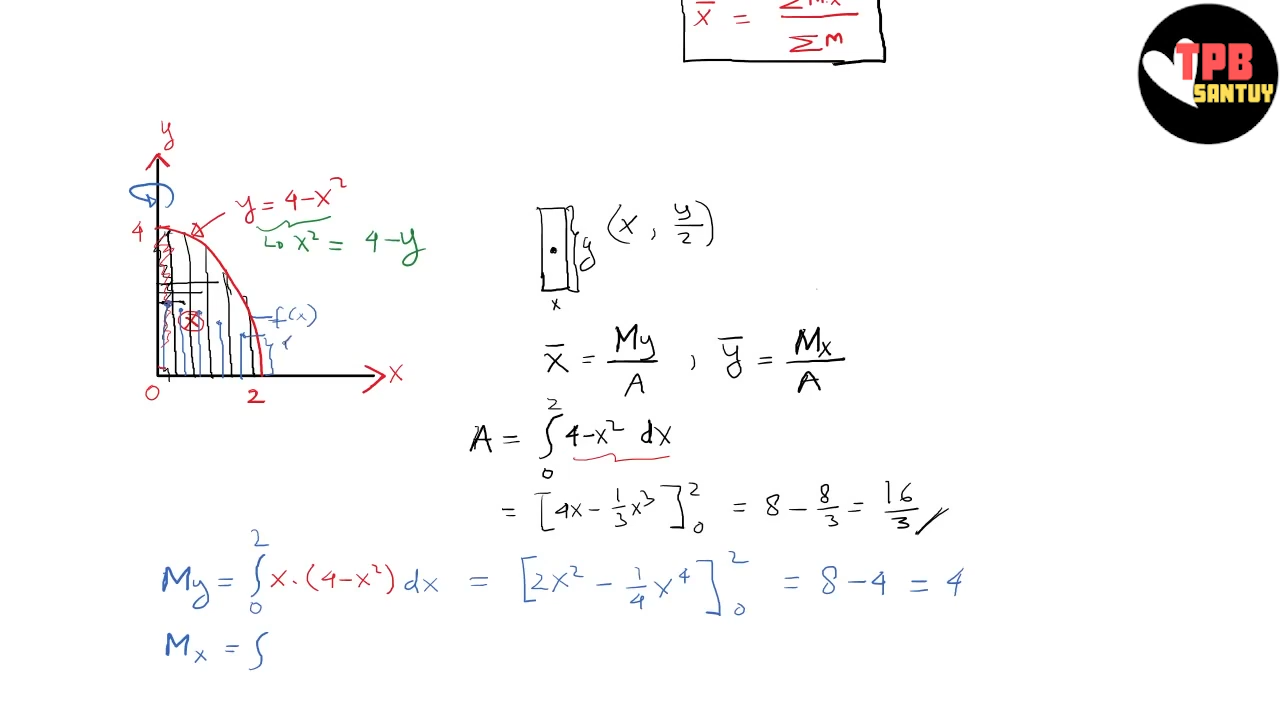 x̄ = ΣM.x / ΣM
TPB
SANTUY
y
y = 4-x²
4
↳ x² = 4-y
(x, y/2)
y
x
f(x)
x̄ = My/A , ȳ = Mx/A
x
0
2
A = ∫₀² 4-x² dx
= [4x - 1/3 x³]₀² = 8 - 8/3 = 16/3
My = ∫₀² x·(4-x²) dx = [2x² - 1/4 x⁴]₀² = 8-4 = 4
Mx = ∫